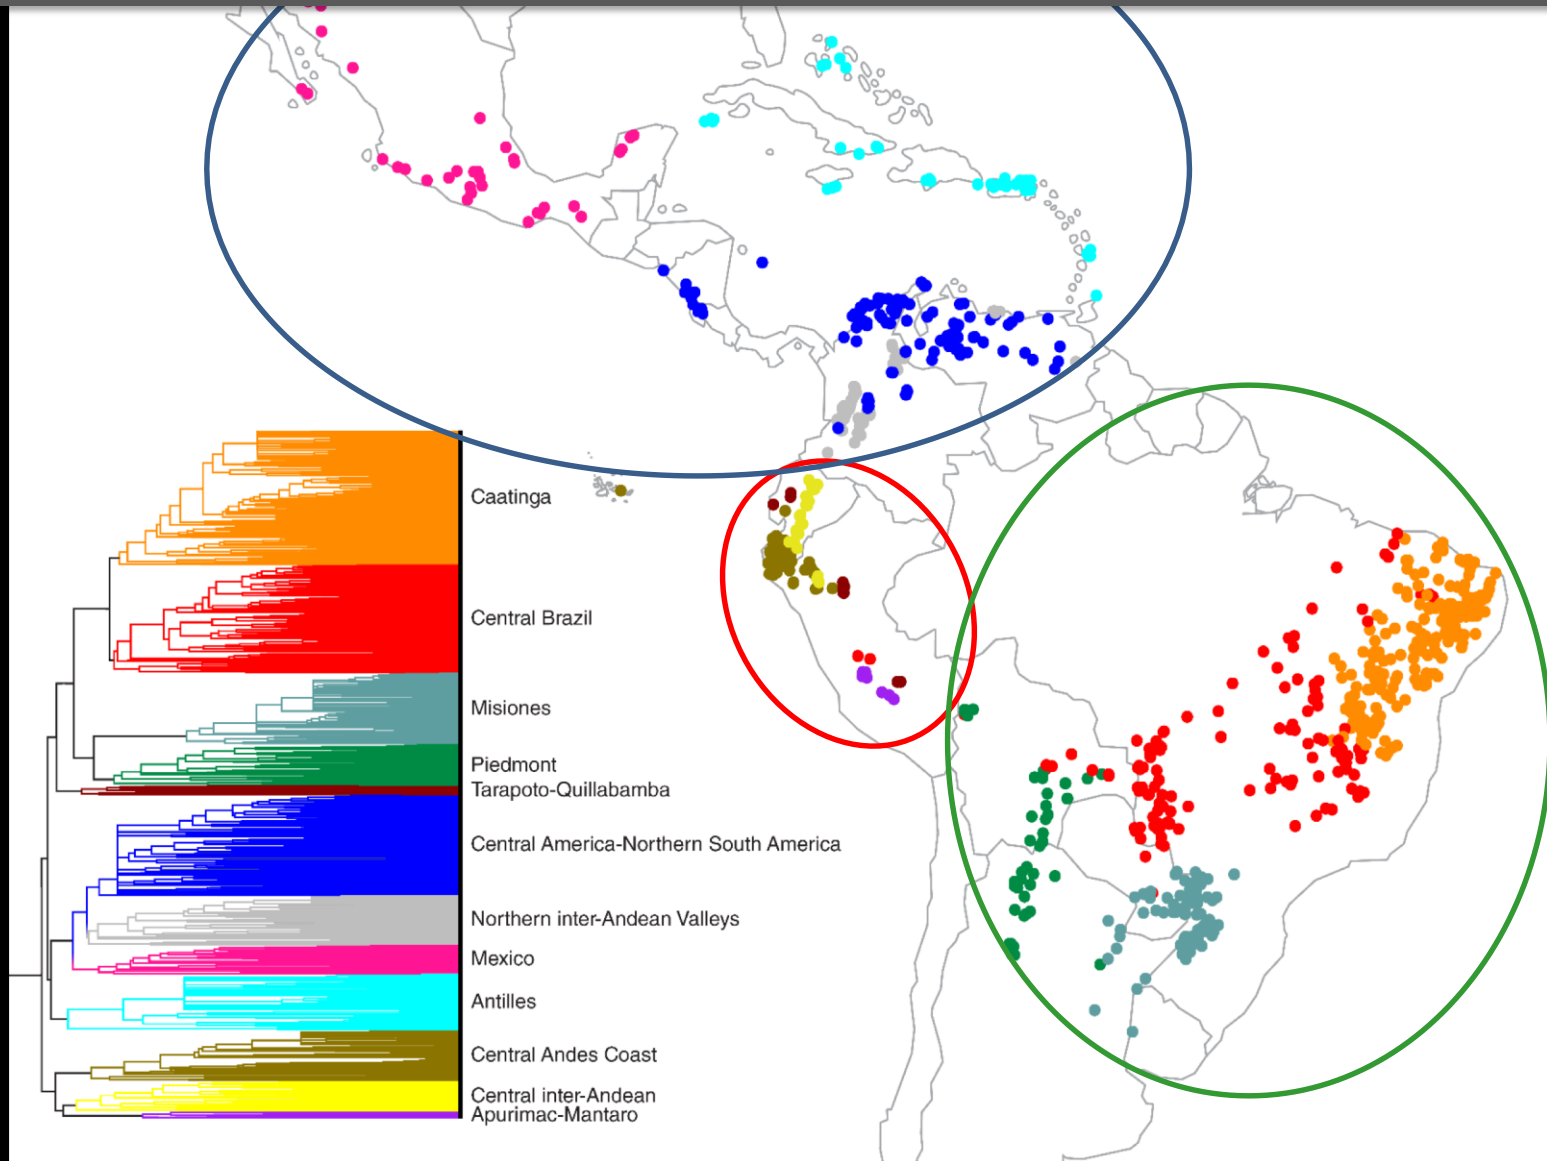 Caatinga
Central Brazil
Misiones
Piedmont
Tarapoto-Quillabamba
Central America-Northern South America
Northern inter-Andean Valleys
Mexico
Antilles
Central Andes Coast
Central inter-Andean
Apurimac-Mantaro